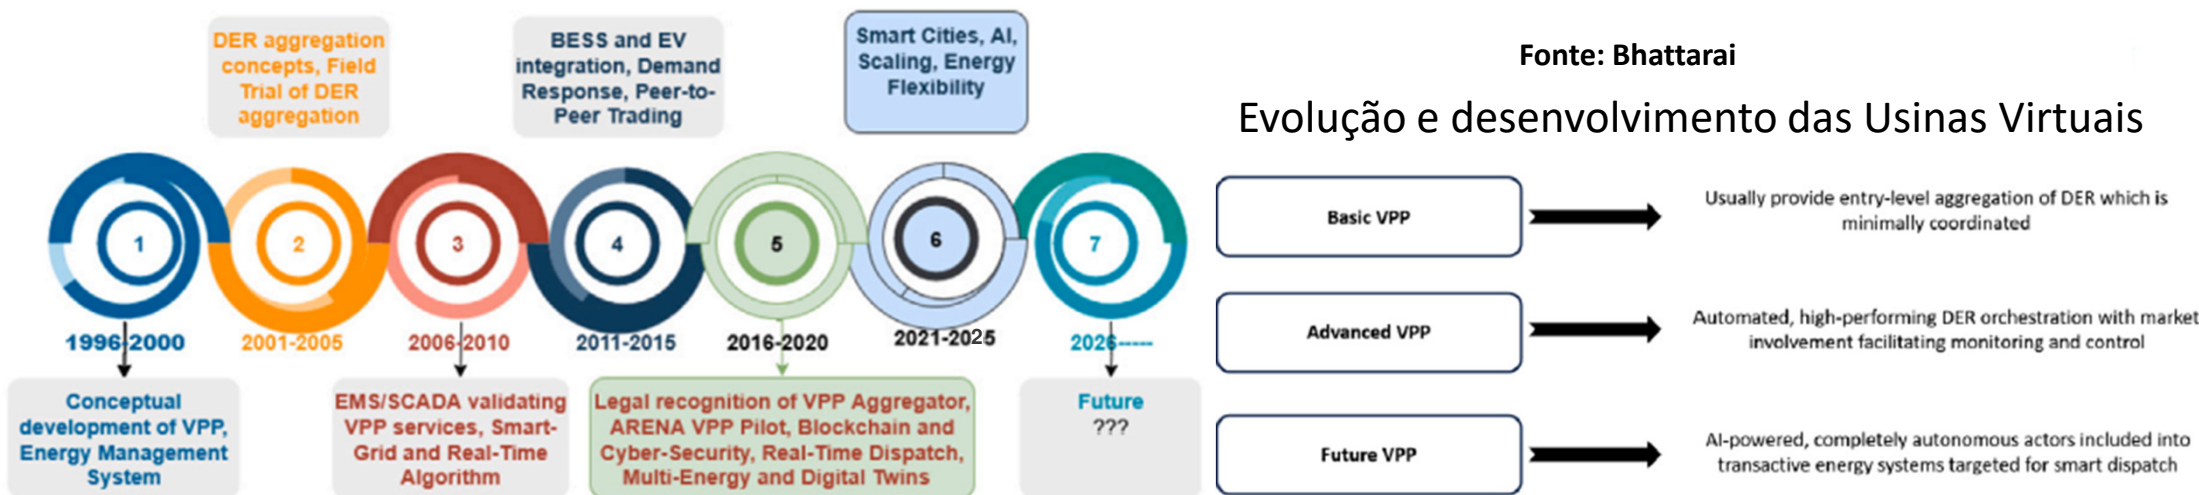 DER aggregation
concepts, Field
Trial of DER
aggregation
BESS and EV
integration, Demand
Response, Peer-to-
Peer Trading
Smart Cities, AI,
Scaling, Energy
Flexibility
1
2
3
4
5
6
7
1996-2000
2001-2005
2006-2010
2011-2015
2016-2020
2021-2025
2026-----
Conceptual
development of VPP,
Energy Management
System
EMS/SCADA validating
VPP services, Smart-
Grid and Real-Time
Algorithm
Legal recognition of VPP Aggregator,
ARENA VPP Pilot, Blockchain and
Cyber-Security, Real-Time Dispatch,
Multi-Energy and Digital Twins
Future
???
Fonte: Bhattarai
Evolução e desenvolvimento das Usinas Virtuais
Basic VPP
Usually provide entry-level aggregation of DER which is
minimally coordinated
Advanced VPP
Automated, high-performing DER orchestration with market
involvement facilitating monitoring and control
Future VPP
AI-powered, completely autonomous actors included into
transactive energy systems targeted for smart dispatch